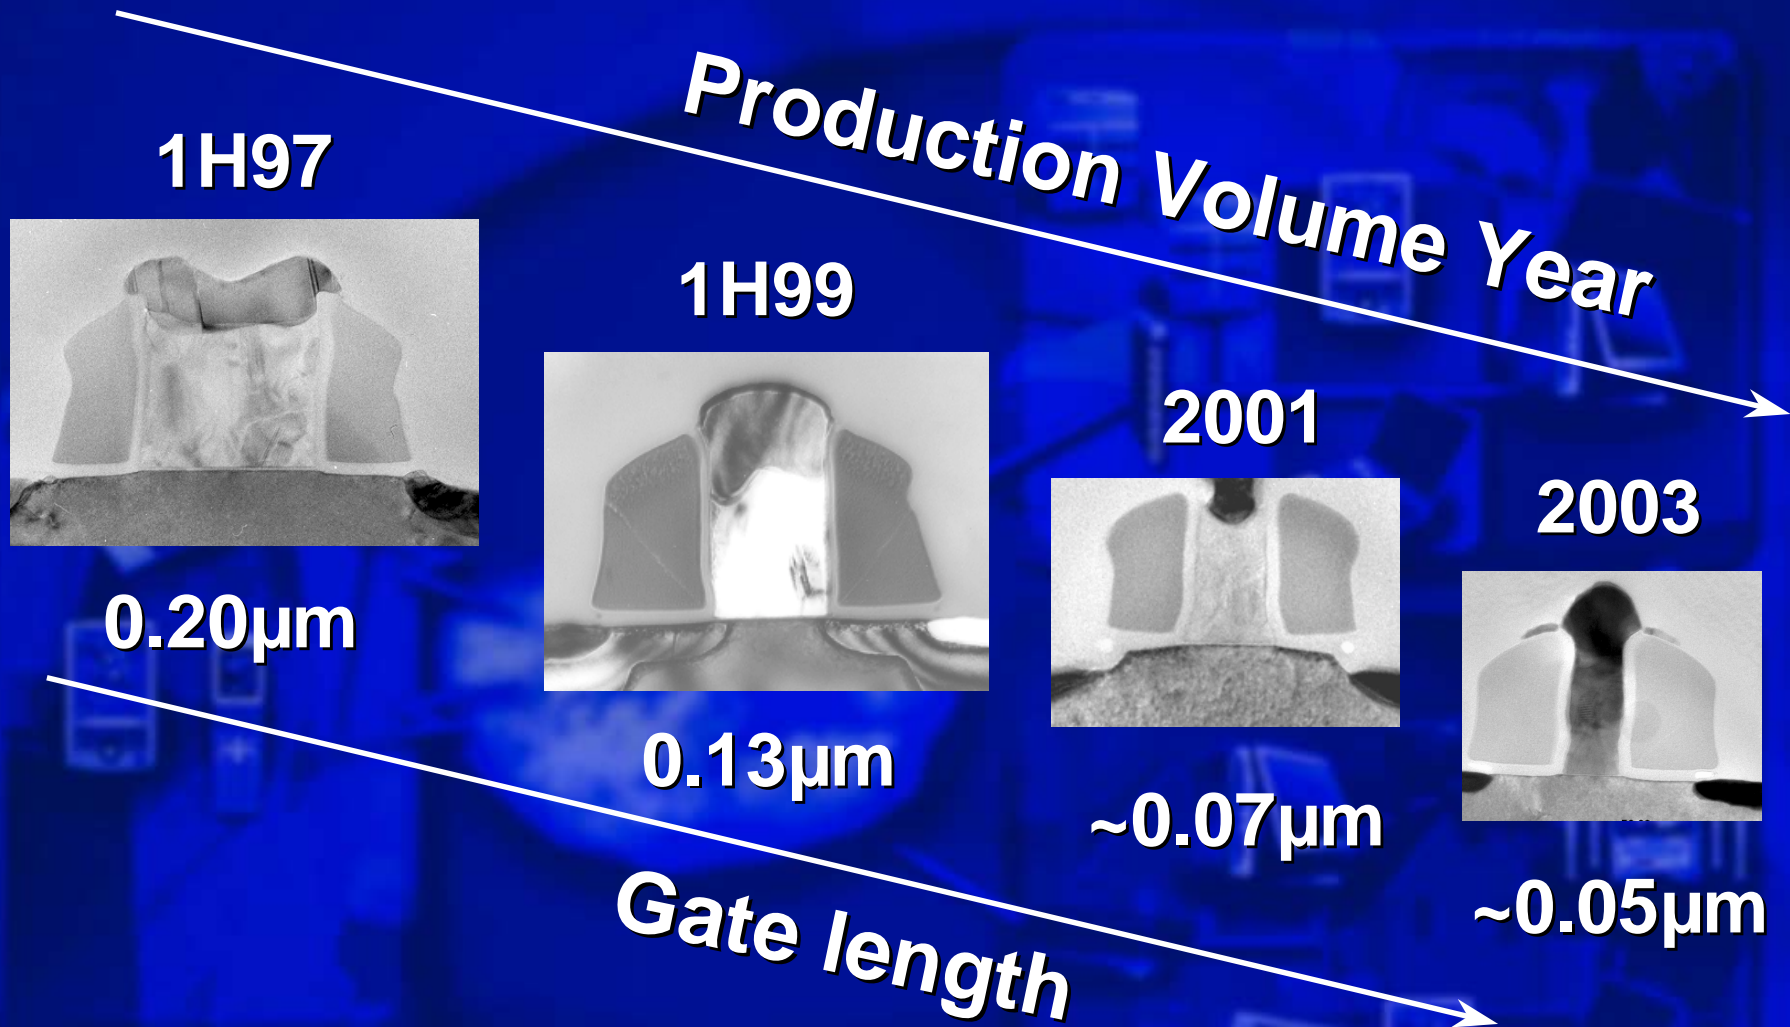 Production Volume Year
1H97
1H99
2001
2003
0.20µm
0.13µm
~0.07µm
~0.05µm
Gate length